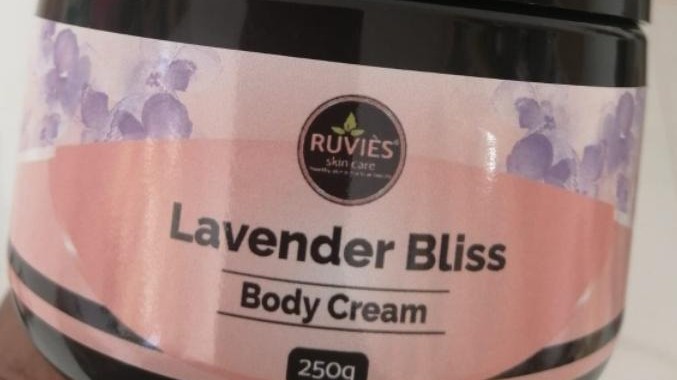 RUVIÈS
skin care
Lavender Bliss
Body Cream
250g